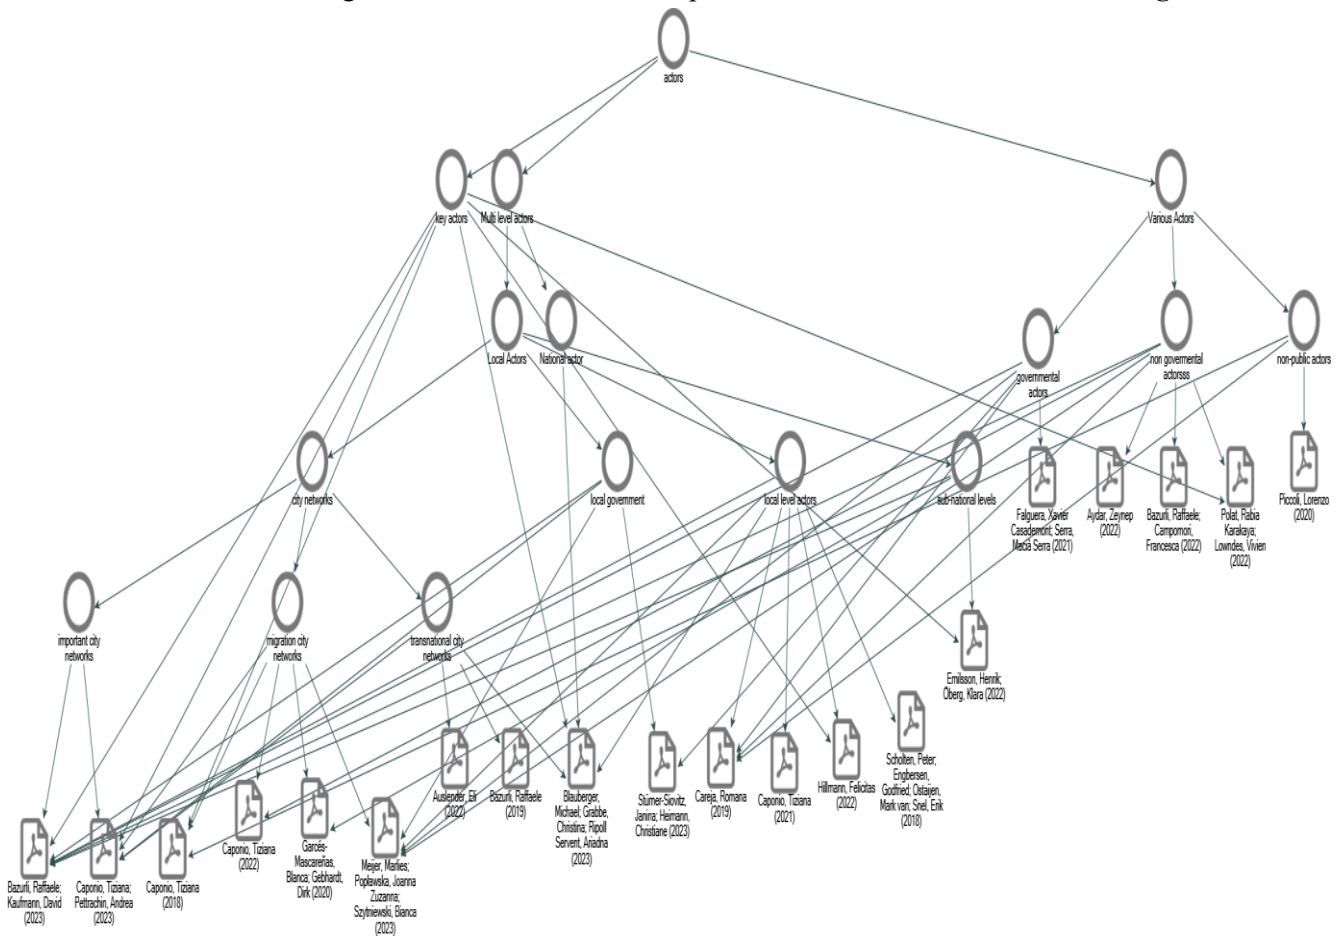 actors
key actors
Multi level actors
Various Actors
Local Actors
National actor
governmental
actors
non govermental
actorsss
non-public actors
city networks
local government
local level actors
sub-national levels
Falguera, Xavier
Casademont; Serra,
Macià Serra (2021)
Aydar, Zeynep
(2022)
Bazurli, Raffaele;
Campomori,
Francesca (2022)
Polat, Rabia
Karakaya;
Lowndes, Vivien
(2022)
Piccoli, Lorenzo
(2020)
important city
networks
migration city
networks
transnational city
networks
Emilsson, Henrik;
Öberg, Klara (2022)
Auslender, Eli
(2022)
Bazurli, Raffaele
(2019)
Blauberger,
Michael; Grabbe,
Christina; Ripoll
Servent, Ariadna
(2023)
Stürner-Siovitz,
Janina; Heimann,
Christiane (2023)
Careja, Romana
(2019)
Caponio, Tiziana
(2021)
Hillmann, Felicitas
(2022)
Scholten, Peter;
Engbersen,
Godfried; Ostaijen,
Mark van; Snel, Erik
(2018)
Bazurli, Raffaele;
Kaufmann, David
(2023)
Caponio, Tiziana;
Pettrachin, Andrea
(2023)
Caponio, Tiziana
(2018)
Caponio, Tiziana
(2022)
Garcés-
Mascareñas,
Blanca; Gebhardt,
Dirk (2020)
Meijer, Marlies;
Popławska, Joanna
Zuzanna;
Szytniewski, Bianca
(2023)